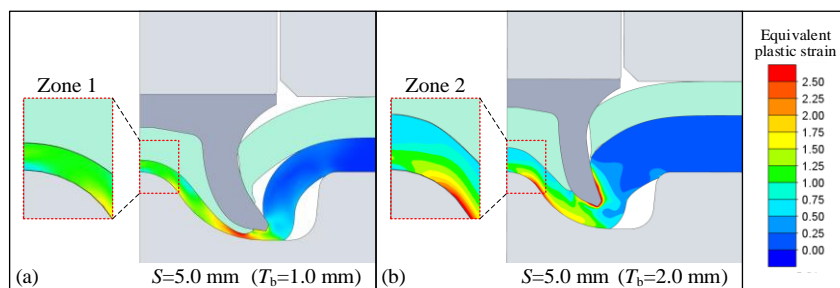 Zone 1
(a)
S=5.0 mm (Tb=1.0 mm)
Zone 2
(b)
S=5.0 mm (Tb=2.0 mm)
Equivalent
plastic strain
2.50
2.25
2.00
1.75
1.50
1.25
1.00
0.75
0.50
0.25
0.00